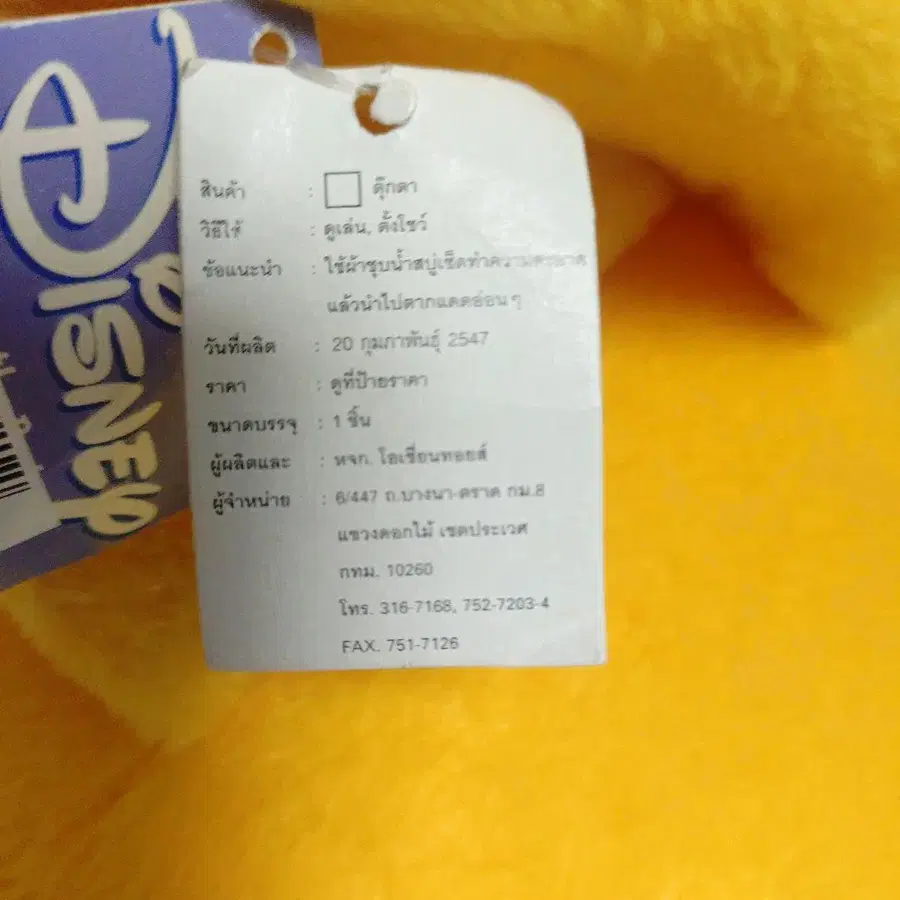 DISNEY
สินค้า : ตุ๊กตา
วิธีใช้ : ดูเล่น, ตั้งโชว์
ข้อแนะนำ : ใช้ผ้าชุบน้ำสบู่เช็ดทำความสะอาด
แล้วนำไปตากแดดอ่อนๆ
วันที่ผลิต : 20 กุมภาพันธุ์ 2547
ราคา : ดูที่ป้ายราคา
ขนาดบรรจุ : 1 ชิ้น
ผู้ผลิตและ : หจก. โอเชี่ยนทอยส์
ผู้จำหน่าย : 6/447 ถ.บางนา-ตราด กม.8
แขวงดอกไม้ เขตประเวศ
กทม. 10260
โทร. 316-7168, 752-7203-4
FAX. 751-7126